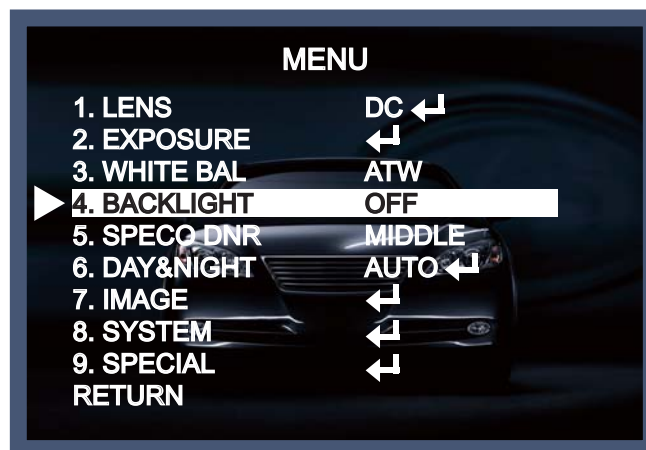 MENU
1. LENS DC
2. EXPOSURE
3. WHITE BAL ATW
4. BACKLIGHT OFF
5. SPECO DNR MIDDLE
6. DAY&NIGHT AUTO
7. IMAGE
8. SYSTEM
9. SPECIAL
RETURN